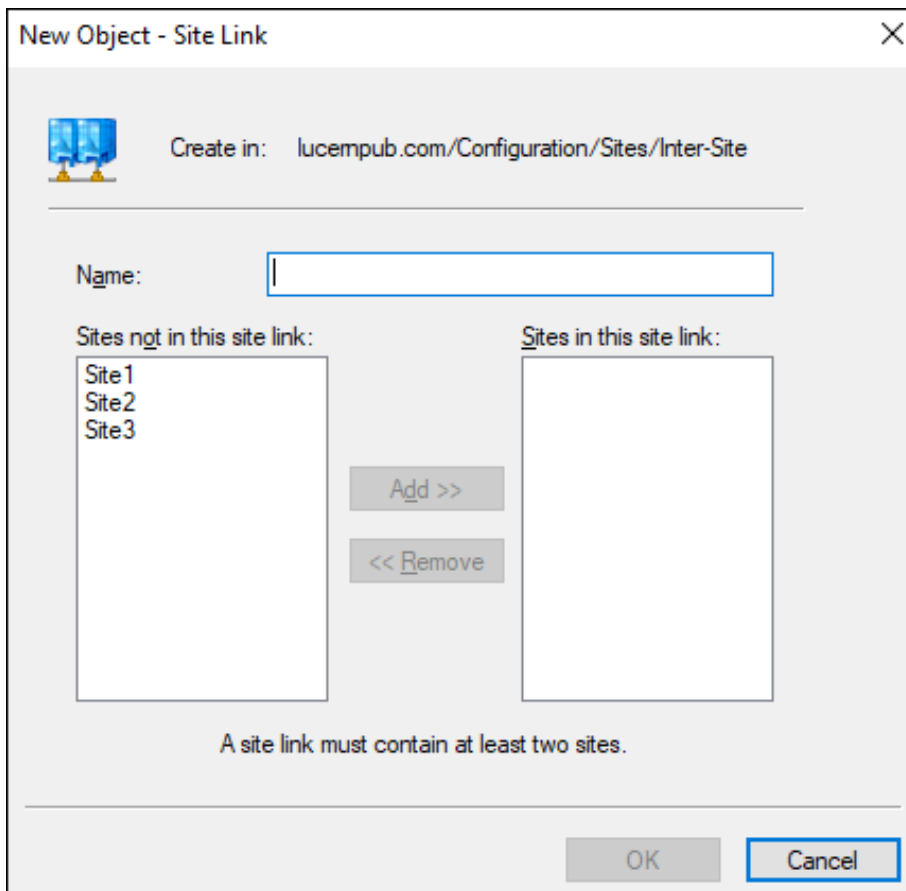 New Object - Site Link
Create in: lucernpub.com/Configuration/Sites/Inter-Site
Name:
Sites not in this site link:
Sites in this site link:
Site1
Site2
Site3
Add >>
<< Remove
A site link must contain at least two sites.
OK
Cancel